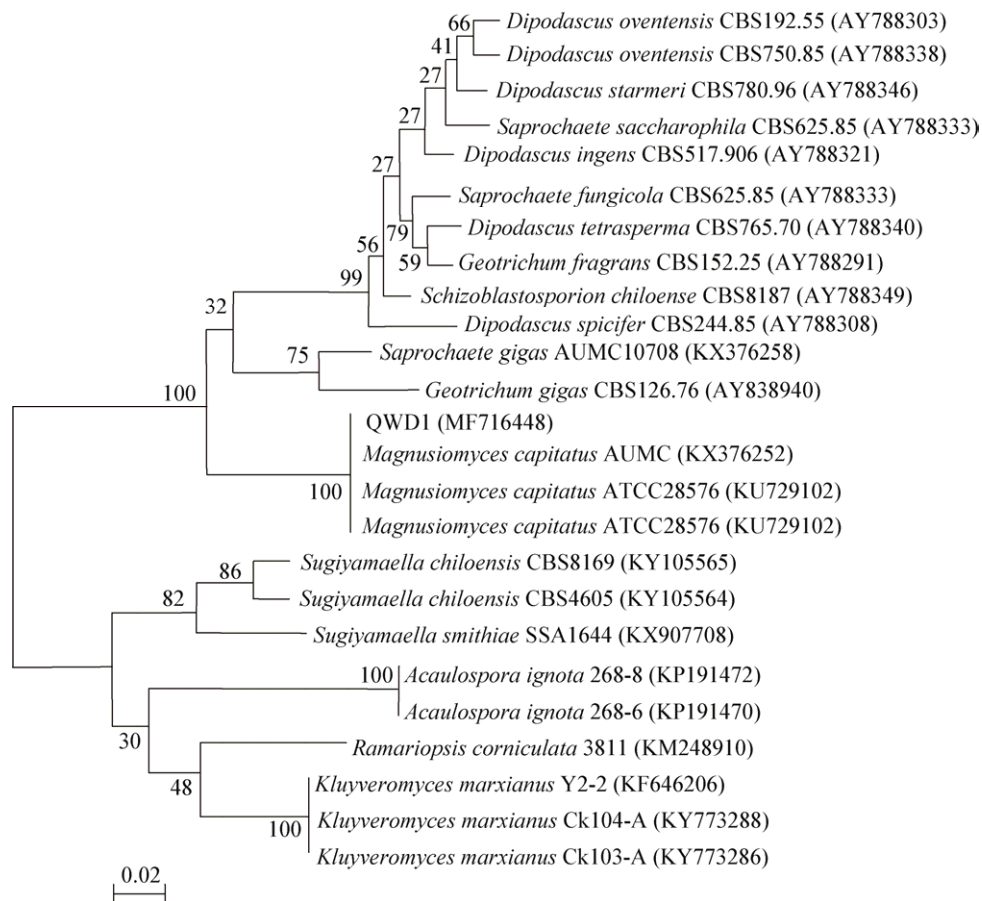 66 Dipodascus oventensis CBS192.55 (AY788303)
41 Dipodascus oventensis CBS750.85 (AY788338)
27 Dipodascus starmeri CBS780.96 (AY788346)
27 Saprochaete saccharophila CBS625.85 (AY788333)
Dipodascus ingens CBS517.906 (AY788321)
27 Saprochaete fungicola CBS625.85 (AY788333)
79 Dipodascus tetrasperma CBS765.70 (AY788340)
56 59 Geotrichum fragrans CBS152.25 (AY788291)
99 Schizoblastosporion chiloense CBS8187 (AY788349)
32 Dipodascus spicifer CBS244.85 (AY788308)
75 Saprochaete gigas AUMC10708 (KX376258)
Geotrichum gigas CBS126.76 (AY838940)
100 QWD1 (MF716448)
Magnusiomyces capitatus AUMC (KX376252)
100 Magnusiomyces capitatus ATCC28576 (KU729102)
Magnusiomyces capitatus ATCC28576 (KU729102)
86 Sugiyamaella chiloensis CBS8169 (KY105565)
82 Sugiyamaella chiloensis CBS4605 (KY105564)
Sugiyamaella smithiae SSA1644 (KX907708)
100 Acaulospora ignota 268-8 (KP191472)
Acaulospora ignota 268-6 (KP191470)
30 Ramariopsis corniculata 3811 (KM248910)
48 Kluyveromyces marxianus Y2-2 (KF646206)
100 Kluyveromyces marxianus Ck104-A (KY773288)
Kluyveromyces marxianus Ck103-A (KY773286)
0.02